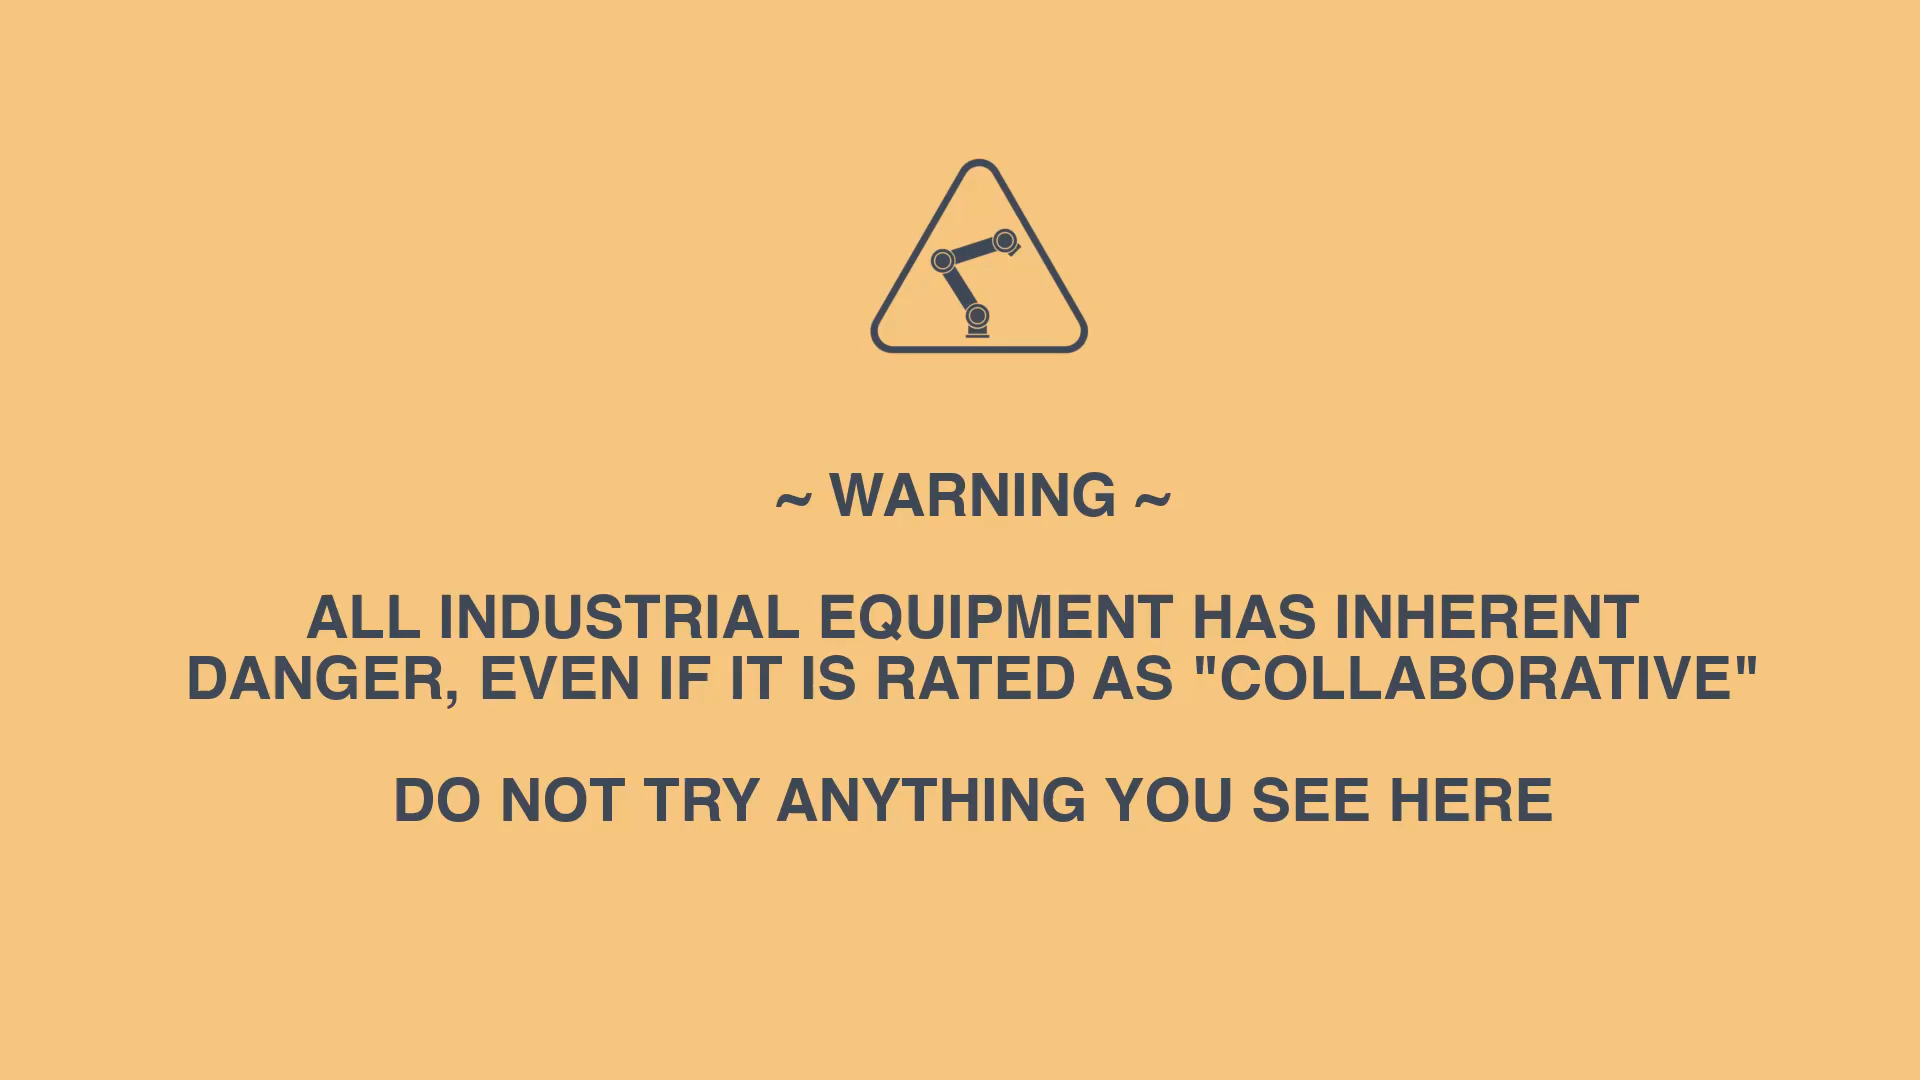 ~ WARNING ~
ALL INDUSTRIAL EQUIPMENT HAS INHERENT
DANGER, EVEN IF IT IS RATED AS "COLLABORATIVE"
DO NOT TRY ANYTHING YOU SEE HERE